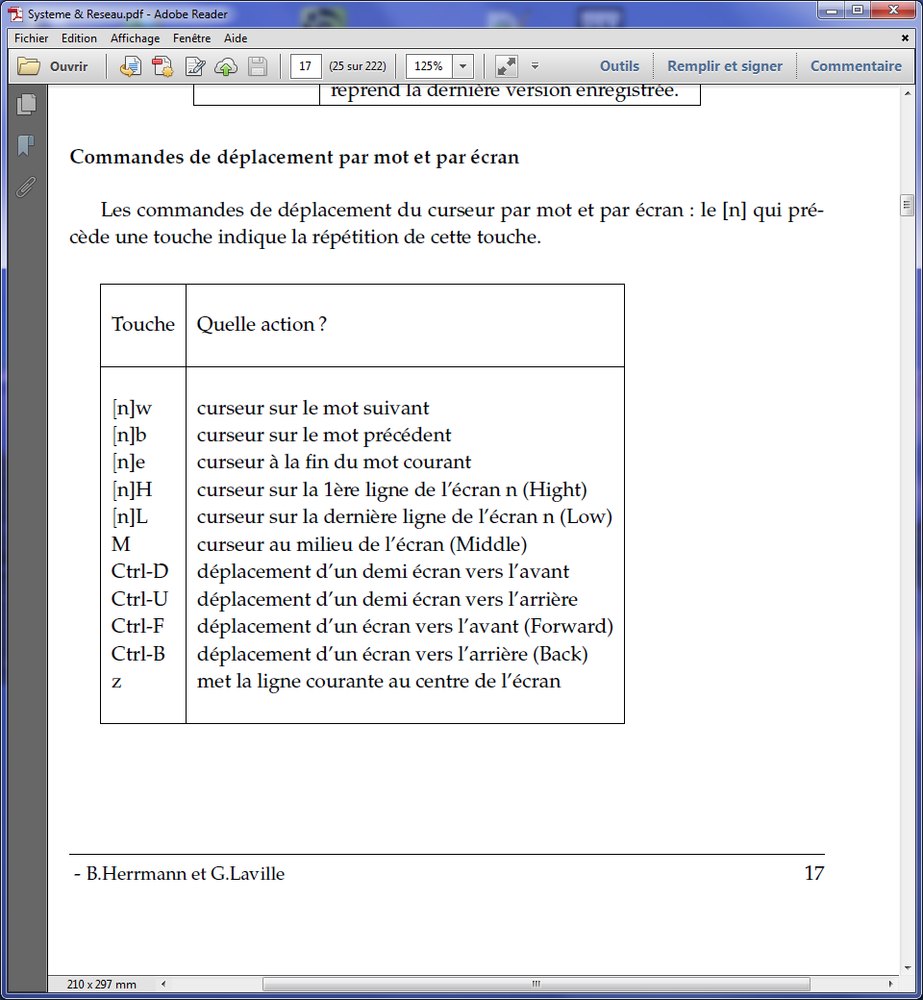 Systeme & Reseau.pdf - Adobe Reader
Fichier Edition Affichage Fenêtre Aide
Ouvrir 17 (25 sur 222) 125% Outils Remplir et signer Commentaire
reprend la dernière version enregistrée.
Commandes de déplacement par mot et par écran
Les commandes de déplacement du curseur par mot et par écran : le [n] qui pré-
cède une touche indique la répétition de cette touche.
Touche Quelle action ?
[n]w curseur sur le mot suivant
[n]b curseur sur le mot précédent
[n]e curseur à la fin du mot courant
[n]H curseur sur la 1ère ligne de l'écran n (Hight)
[n]L curseur sur la dernière ligne de l'écran n (Low)
M curseur au milieu de l'écran (Middle)
Ctrl-D déplacement d'un demi écran vers l'avant
Ctrl-U déplacement d'un demi écran vers l'arrière
Ctrl-F déplacement d'un écran vers l'avant (Forward)
Ctrl-B déplacement d'un écran vers l'arrière (Back)
z met la ligne courante au centre de l'écran
- B.Herrmann et G.Laville 17
210 x 297 mm